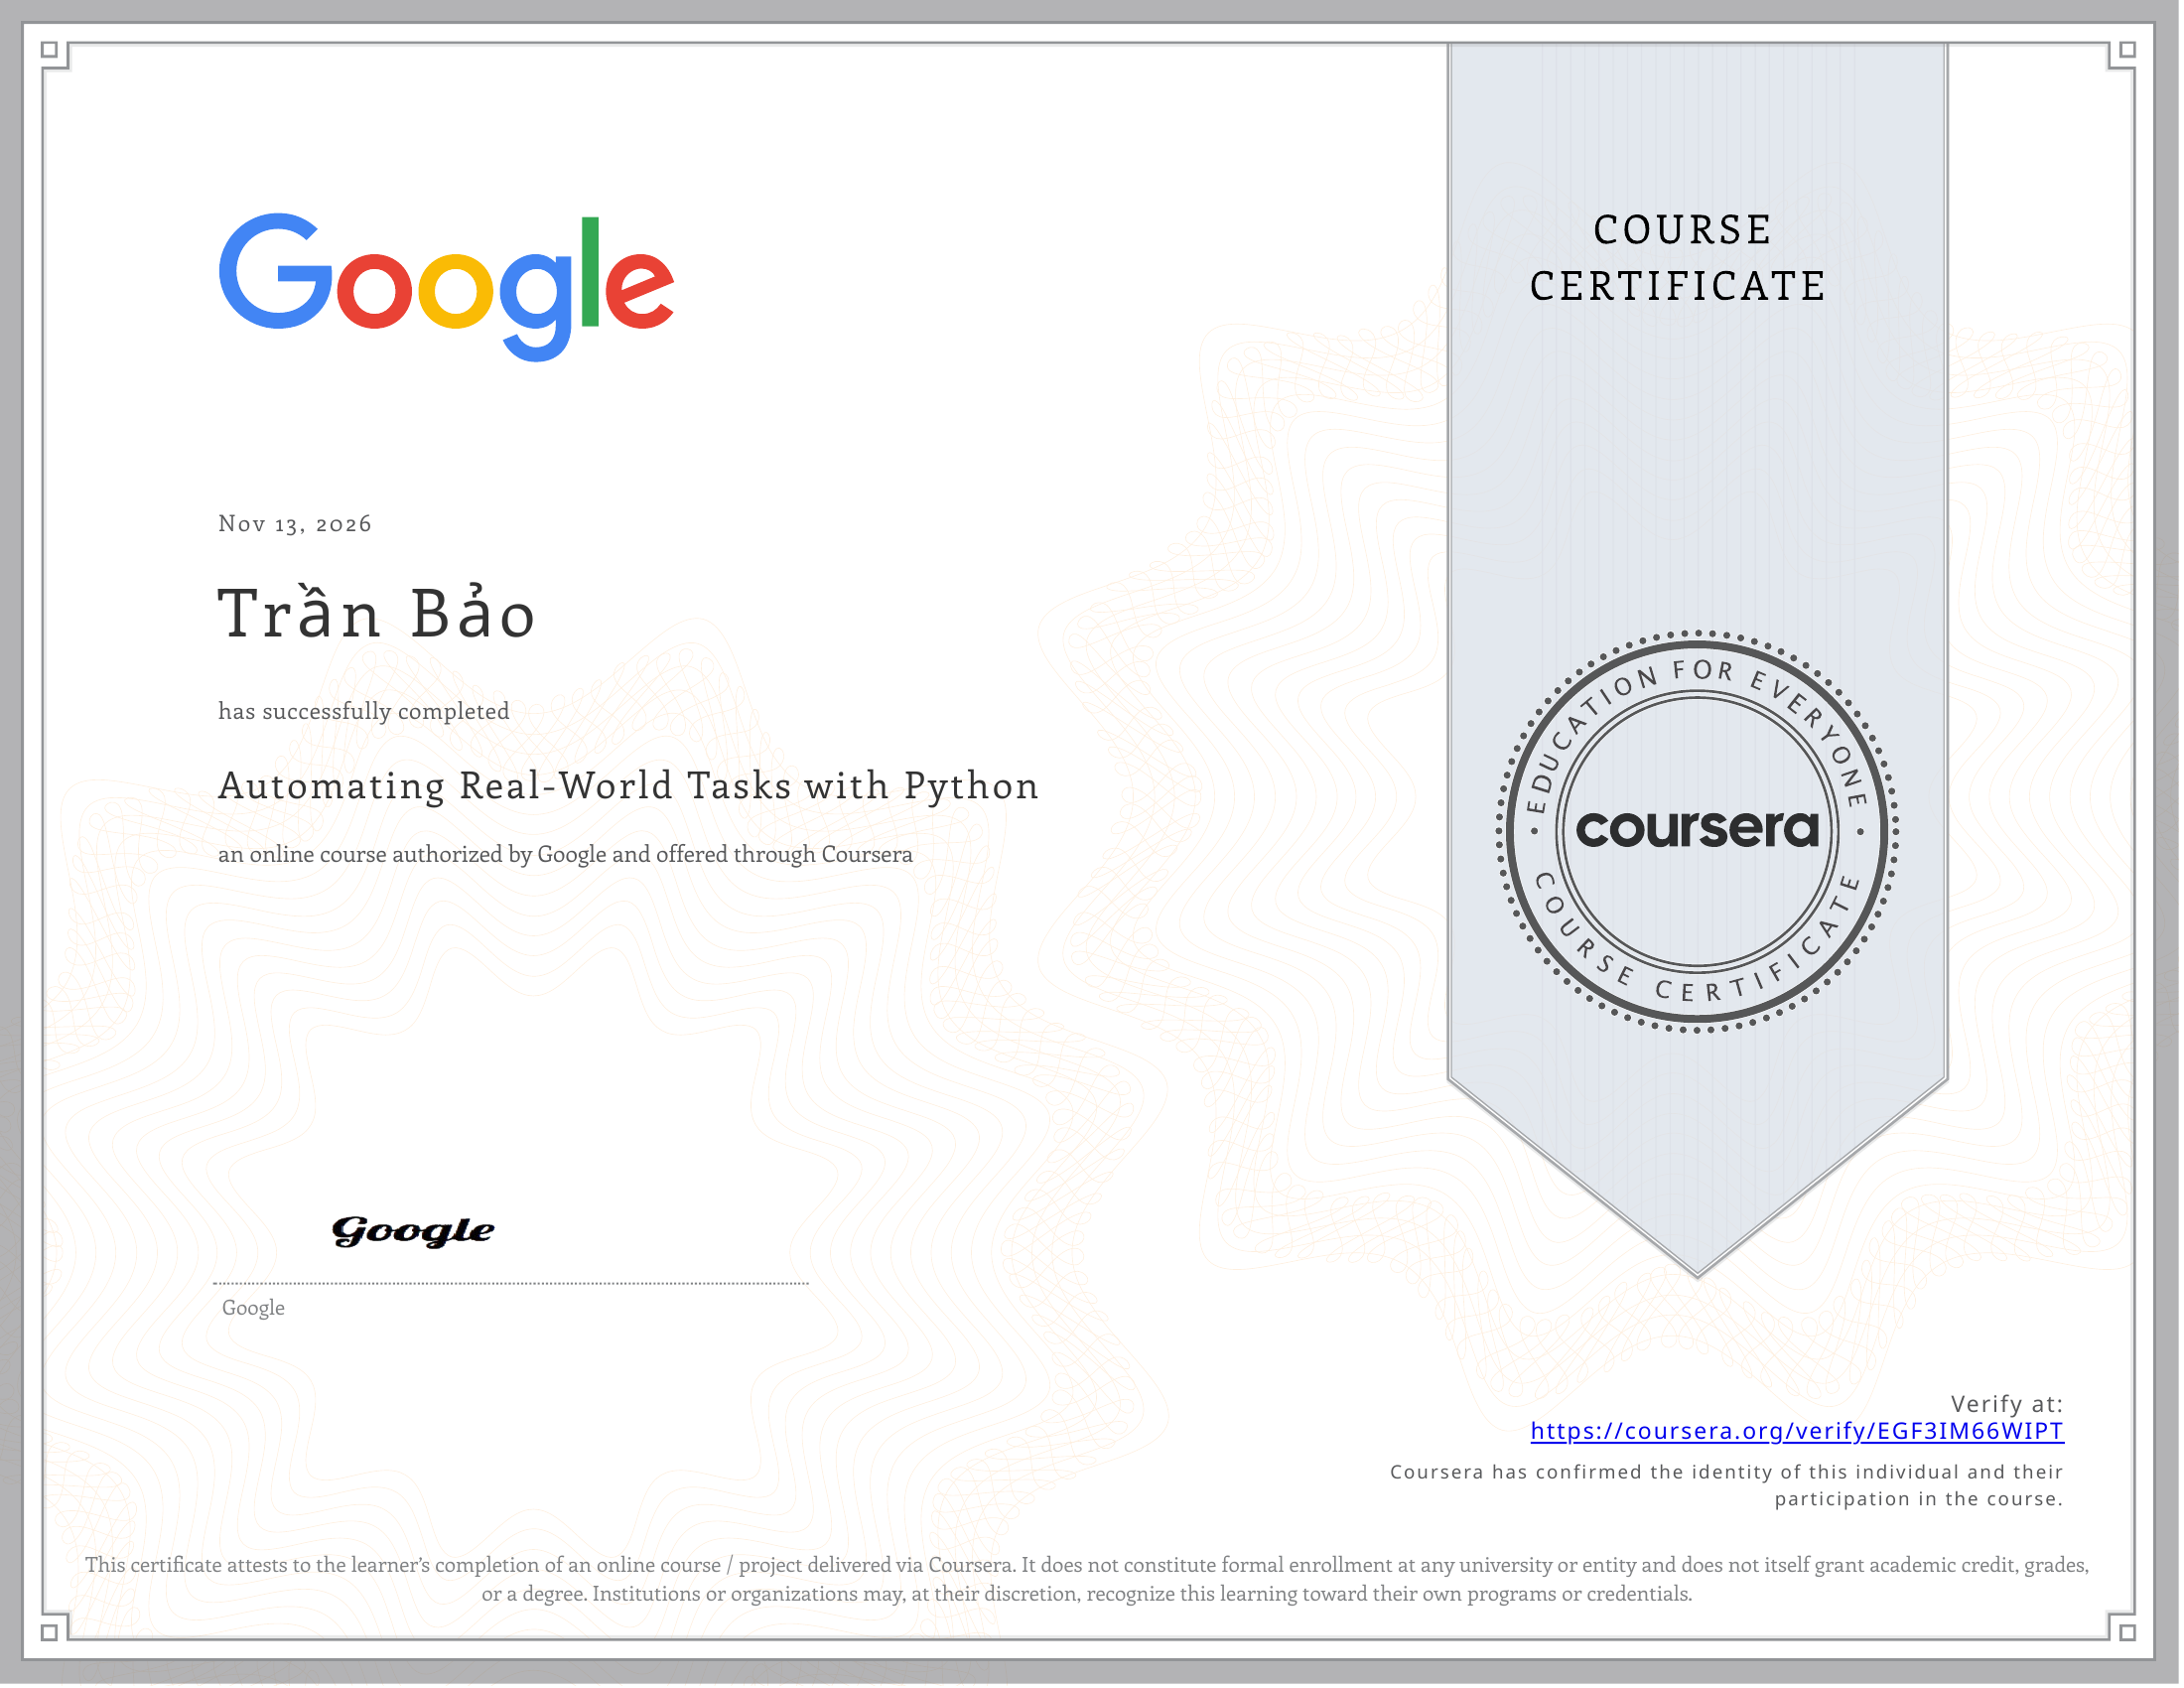 Google
COURSE
CERTIFICATE
Nov 13, 2026
Trần Bảo
has successfully completed
Automating Real-World Tasks with Python
an online course authorized by Google and offered through Coursera
EDUCATION FOR EVERYONE
coursera
COURSE CERTIFICATE
Google
Google
Verify at:
https://coursera.org/verify/EGF3IM66WIPT
Coursera has confirmed the identity of this individual and their
participation in the course.
This certificate attests to the learner's completion of an online course / project delivered via Coursera. It does not constitute formal enrollment at any university or entity and does not itself grant academic credit, grades,
or a degree. Institutions or organizations may, at their discretion, recognize this learning toward their own programs or credentials.